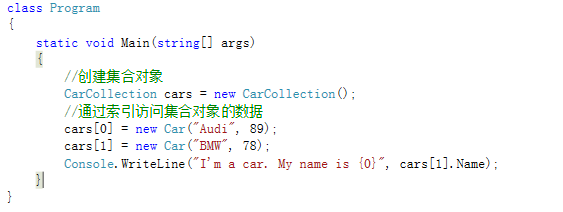 class Program
{
static void Main(string[] args)
{
//创建集合对象
CarCollection cars = new CarCollection();
//通过索引访问集合对象的数据
cars[0] = new Car("Audi", 89);
cars[1] = new Car("BMW", 78);
Console.WriteLine("I'm a car. My name is {0}", cars[1].Name);
}
}